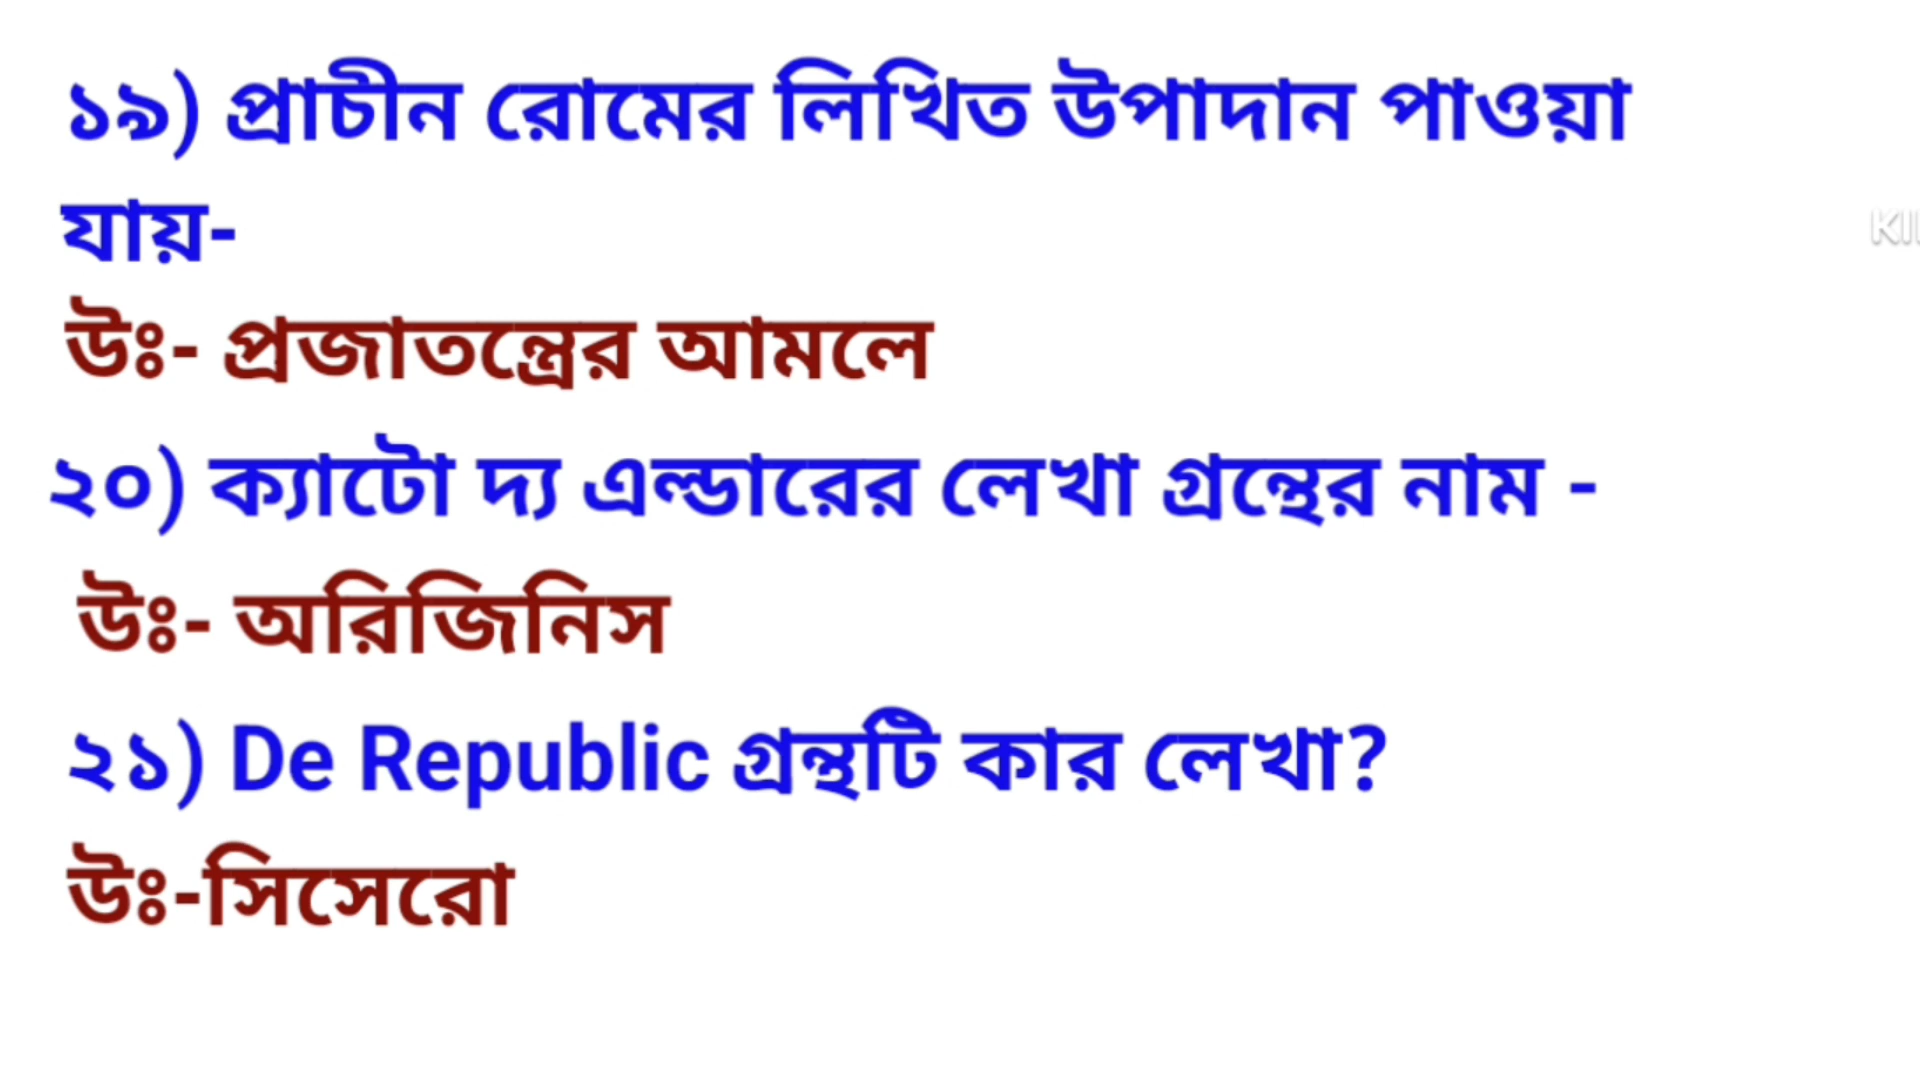 ১৯) প্রাচীন রোমের লিখিত উপাদান পাওয়া
যায়-
উঃ- প্রজাতন্ত্রের আমলে
২০) ক্যাটো দ্য এল্ডারের লেখা গ্রন্থের নাম -
উঃ- অরিজিনিস
২১) De Republic গ্রন্থটি কার লেখা?
উঃ-সিসেরো